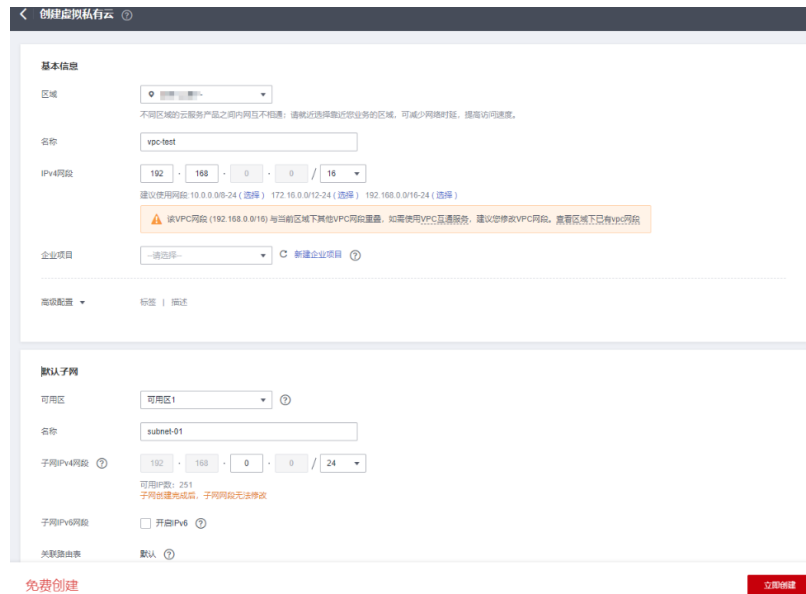 创建虚拟私有云
基本信息
区域
不同区域的云服务产品之间内网互不相通；请就近选择靠近您业务的区域，可减少网络时延，提高访问速度。
名称 vpc-test
IPv4网段 192 · 168 · 0 · 0 / 16
建议使用网段:10.0.0.0/8-24 (选择) 172.16.0.0/12-24 (选择) 192.168.0.0/16-24 (选择)
该VPC网段 (192.168.0.0/16) 与当前区域下其他VPC网段重叠，如需使用VPC互通服务，建议您修改VPC网段。查看区域下已有vpc网段
企业项目 --请选择-- 新建企业项目
高级配置 标签 | 描述
默认子网
可用区 可用区1
名称 subnet-01
子网IPv4网段 192 · 168 · 0 · 0 / 24
可用IP数：251
子网创建完成后，子网网段无法修改
子网IPv6网段 开启IPv6
关联路由表 默认
免费创建 立即创建